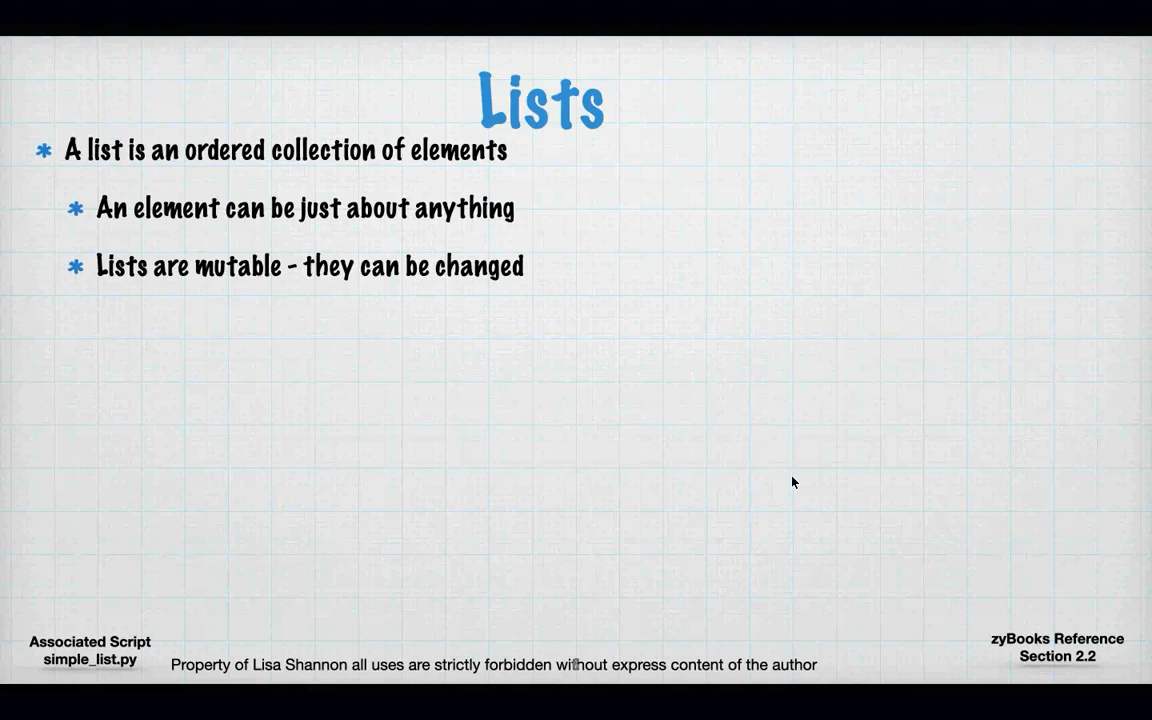 Lists
* A list is an ordered collection of elements
* An element can be just about anything
* Lists are mutable - they can be changed
Associated Script
simple_list.py
Property of Lisa Shannon all uses are strictly forbidden without express content of the author
zyBooks Reference
Section 2.2